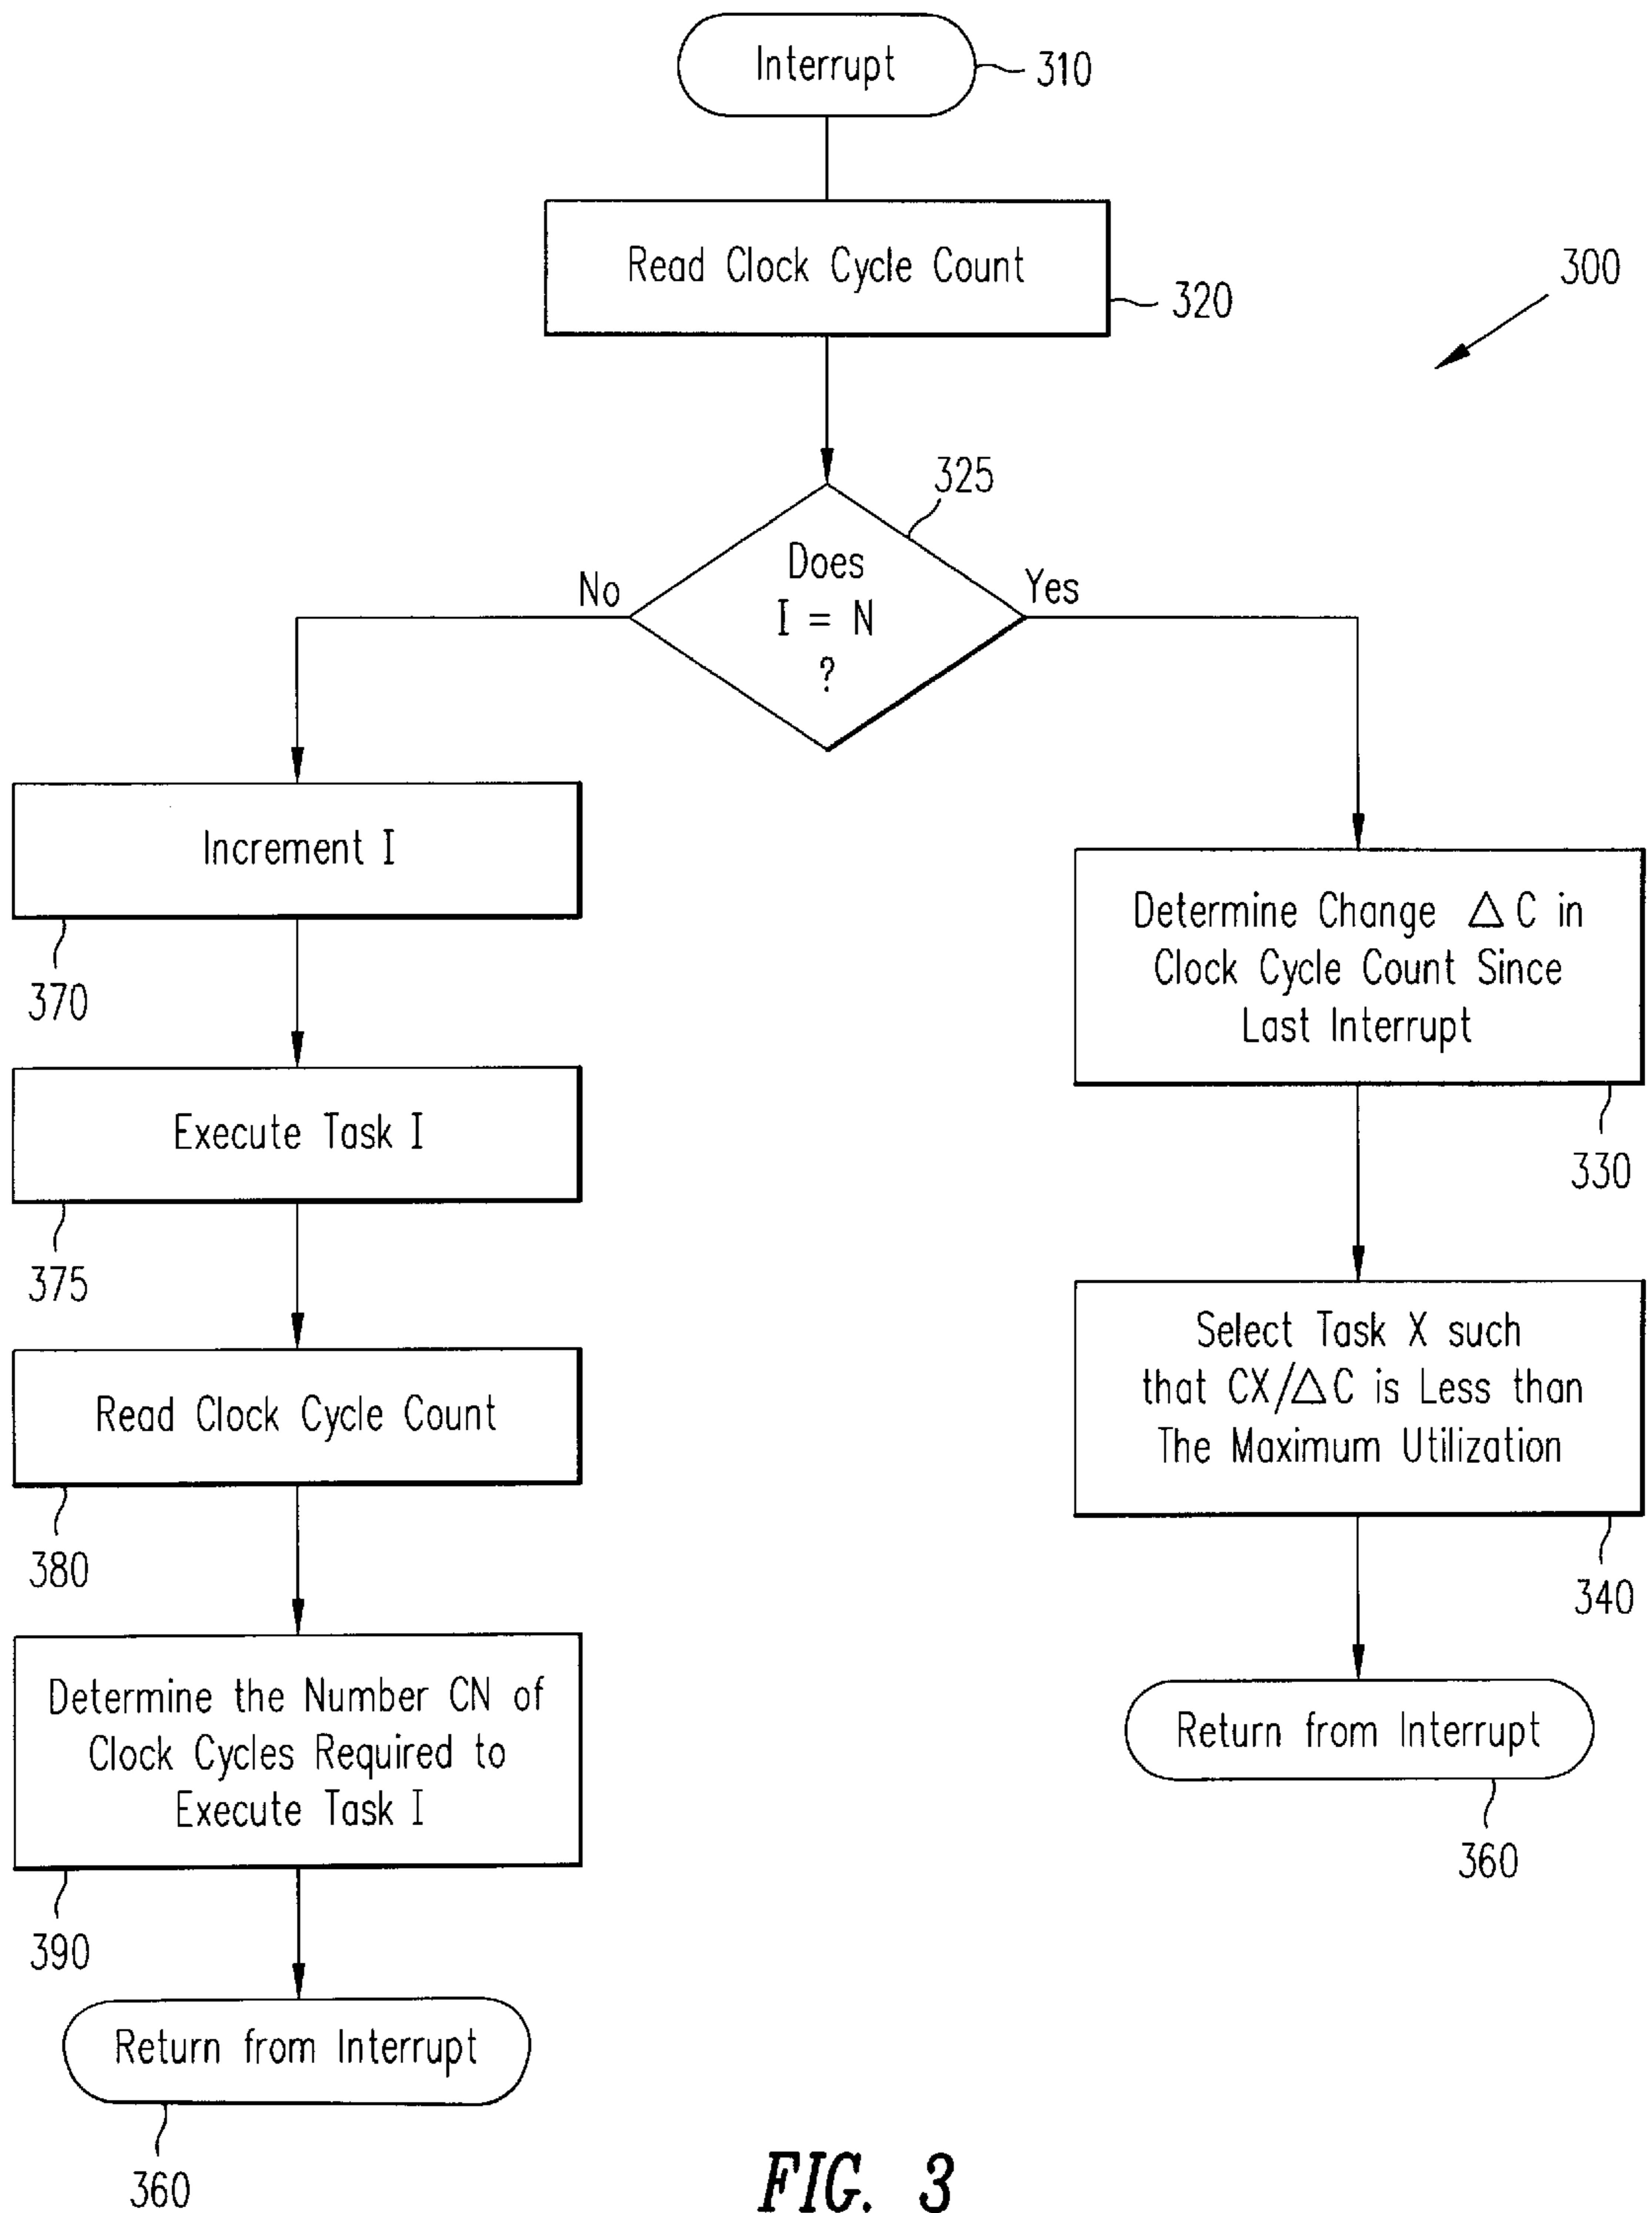 Interrupt
310
Read Clock Cycle Count
320
300
325
Does
I = N
?
No
Yes
Increment I
370
Execute Task I
375
Read Clock Cycle Count
380
Determine the Number CN of
Clock Cycles Required to
Execute Task I
390
Return from Interrupt
360
Determine Change △C in
Clock Cycle Count Since
Last Interrupt
330
Select Task X such
that CX/△C is Less than
The Maximum Utilization
340
Return from Interrupt
360
FIG. 3